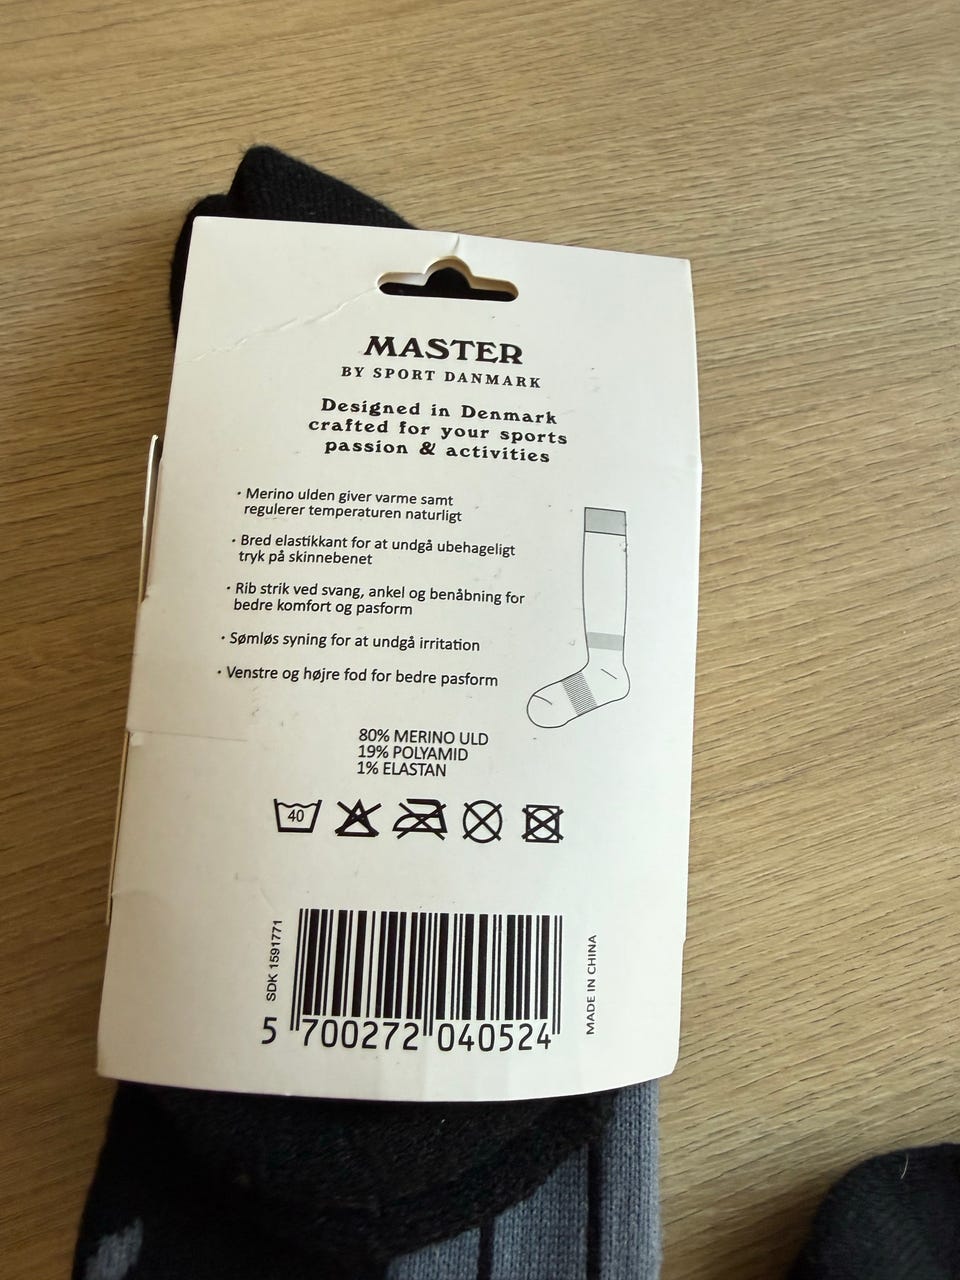 MASTER
BY SPORT DANMARK
Designed in Denmark
crafted for your sports
passion & activities
· Merino ulden giver varme samt
regulerer temperaturen naturligt
· Bred elastikkant for at undgå ubehageligt
tryk på skinnebenet
· Rib strik ved svang, ankel og benåbning for
bedre komfort og pasform
· Sømløs syning for at undgå irritation
· Venstre og højre fod for bedre pasform
80% MERINO ULD
19% POLYAMID
1% ELASTAN
40
SDK 1591771
MADE IN CHINA
5 700272 040524